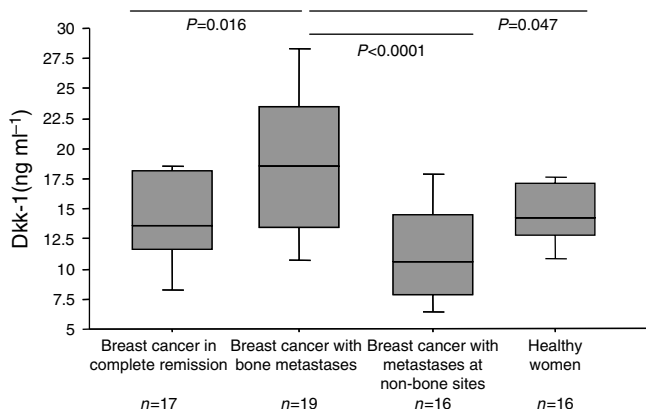 P=0.016
P=0.047
P<0.0001
Dkk-1(ng ml⁻¹)
30
27.5
25
22.5
20
17.5
15
12.5
10
7.5
5
Breast cancer in
complete remission
n=17
Breast cancer with
bone metastases
n=19
Breast cancer with
metastases at
non-bone sites
n=16
Healthy
women
n=16